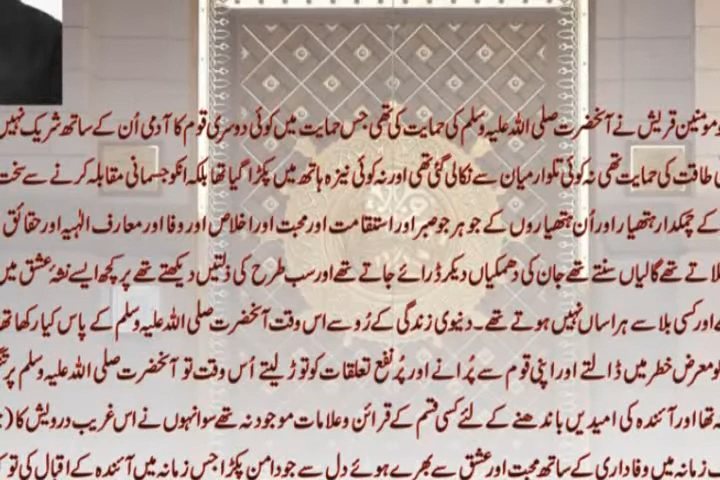 مومنین قریش نے آنحضرت صلی اللہ علیہ وسلم کی حمایت کی تھی جس حمایت میں کوئی دوسری قوم کا آدمی اُن کے ساتھ شریک نہیں
طاقت کی حمایت تھی نہ کوئی تلوار میان سے نکالی گئی تھی اور نہ کوئی نیزہ ہاتھ میں پکڑا گیا تھا بلکہ انکو جسمانی مقابلہ کرنے سے سخت
کے چمکدار ہتھیار اور اُن ہتھیاروں کے جوہر جو صبر اور استقامت اور محبت اور اخلاص اور وفا اور معارف الٰہیہ اور حقائق
لاتے تھے گالیاں سنتے تھے جان کی دھمکیاں دیکر ڈرائے جاتے تھے اور سب طرح کی ذلتیں دیکھتے تھے پر کچھ ایسے نشۂ عشق میں
اور کسی بلا سے ہراساں نہیں ہوتے تھے۔ دنیوی زندگی کے رُو سے اس وقت آنحضرت صلی اللہ علیہ وسلم کے پاس کیا رکھا تھا
کو معرض خطر میں ڈالتے اور اپنی قوم سے پُرانے اور پُر نفع تعلقات کو توڑ لیتے اُس وقت تو آنحضرت صلی اللہ علیہ وسلم پر
تھا اور آئندہ کی امیدیں باندھنے کے لئے کسی قسم کے قرائن و علامات موجود نہ تھے سو انہوں نے اس غریب درویش کا
زمانہ میں وفاداری کے ساتھ محبت اور عشق سے بھرے ہوئے دل سے جو دامن پکڑا جس زمانہ میں آئندہ کے اقبال کی تو